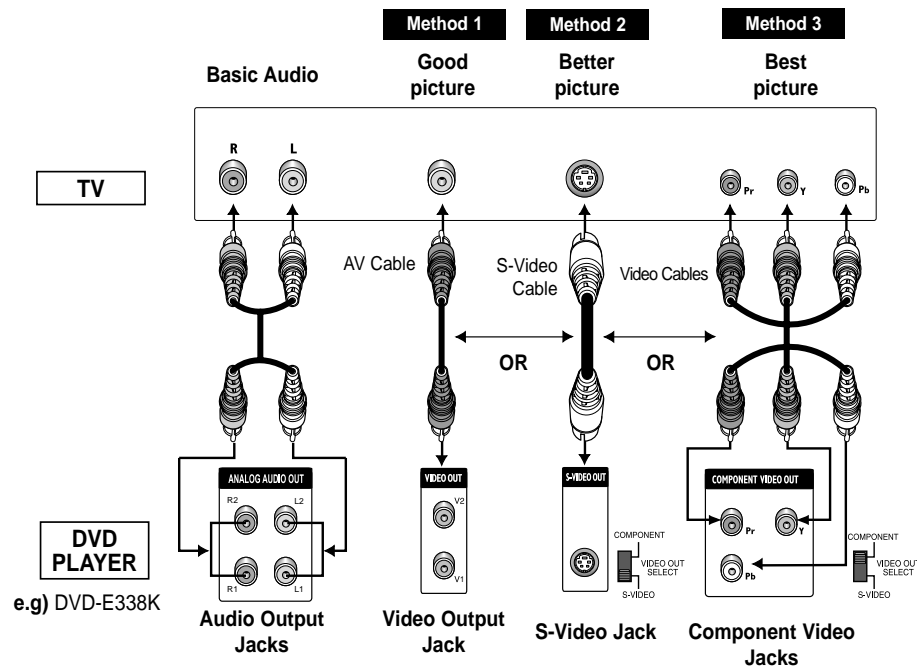 Method 1
Method 2
Method 3
Basic Audio
Good
picture
Better
picture
Best
picture
R
L
TV
Pr
Y
Pb
AV Cable
S-Video
Cable
Video Cables
OR
OR
ANALOG AUDIO OUT
R2
L2
R1
L1
VIDEO OUT
V2
V1
S-VIDEO OUT
COMPONENT
VIDEO OUT
SELECT
S-VIDEO
COMPONENT VIDEO OUT
Pr
Y
Pb
COMPONENT
VIDEO OUT
SELECT
S-VIDEO
DVD
PLAYER
e.g) DVD-E338K
Audio Output
Jacks
Video Output
Jack
S-Video Jack
Component Video
Jacks